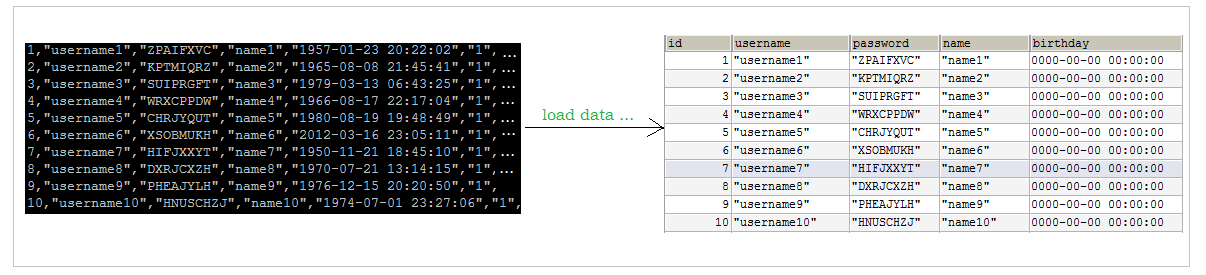 1,"username1","ZPAIFXVC","name1","1957-01-23 20:22:02","1", ...
2,"username2","KPTMIQRZ","name2","1965-08-08 21:45:41","1", ...
3,"username3","SUIPRGFT","name3","1979-03-13 06:43:25","1", ...
4,"username4","WRXCPPDW","name4","1966-08-17 22:17:04","1", ...
5,"username5","CHRJYQUT","name5","1980-08-19 19:48:49","1", ...
6,"username6","XSOBMUKH","name6","2012-03-16 23:05:11","1", ...
7,"username7","HIFJXXYT","name7","1950-11-21 18:45:10","1", ...
8,"username8","DXRJCXZH","name8","1970-07-21 13:14:15","1", ...
9,"username9","PHEAJYLH","name9","1976-12-15 20:20:50","1",
10,"username10","HNUSCHZJ","name10","1974-07-01 23:27:06","1",
load data ...
id username password name birthday
1 "username1" "ZPAIFXVC" "name1" 0000-00-00 00:00:00
2 "username2" "KPTMIQRZ" "name2" 0000-00-00 00:00:00
3 "username3" "SUIPRGFT" "name3" 0000-00-00 00:00:00
4 "username4" "WRXCPPDW" "name4" 0000-00-00 00:00:00
5 "username5" "CHRJYQUT" "name5" 0000-00-00 00:00:00
6 "username6" "XSOBMUKH" "name6" 0000-00-00 00:00:00
7 "username7" "HIFJXXYT" "name7" 0000-00-00 00:00:00
8 "username8" "DXRJCXZH" "name8" 0000-00-00 00:00:00
9 "username9" "PHEAJYLH" "name9" 0000-00-00 00:00:00
10 "username10" "HNUSCHZJ" "name10" 0000-00-00 00:00:00